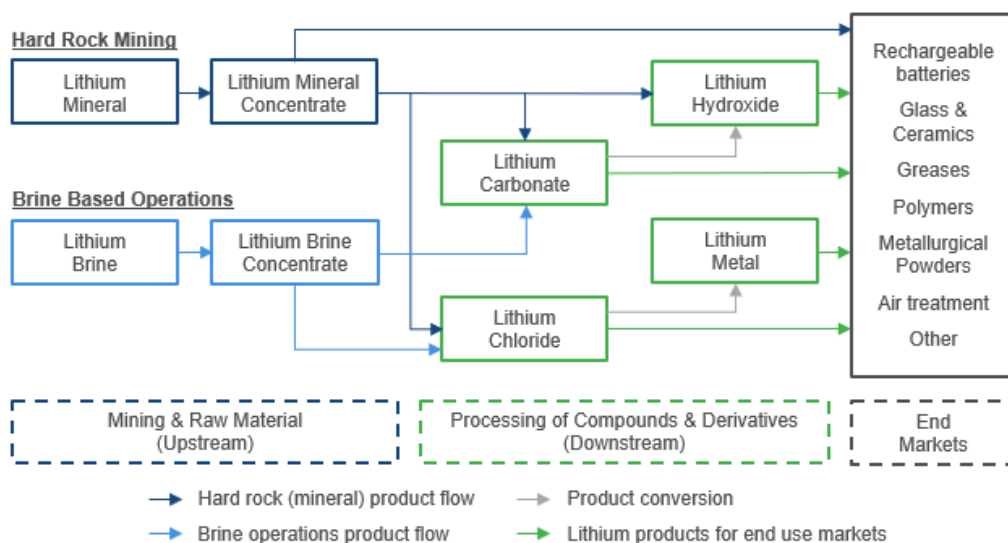 Hard Rock Mining
Lithium
Mineral
Lithium Mineral
Concentrate
Lithium
Hydroxide
Lithium
Carbonate
Brine Based Operations
Lithium
Brine
Lithium Brine
Concentrate
Lithium
Metal
Lithium
Chloride
Rechargeable
batteries
Glass &
Ceramics
Greases
Polymers
Metallurgical
Powders
Air treatment
Other
Mining & Raw Material
(Upstream)
Processing of Compounds & Derivatives
(Downstream)
End
Markets
Hard rock (mineral) product flow
Product conversion
Brine operations product flow
Lithium products for end use markets